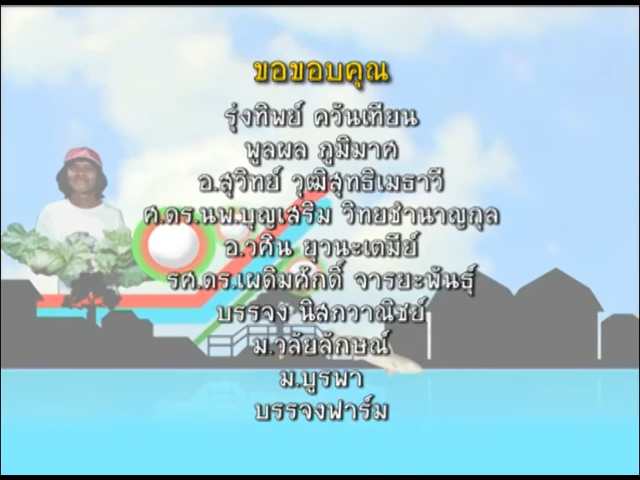 ขอขอบคุณ
รุ่งทิพย์ ควันเทียน
พูลผล ภูมิมาศ
อ.สุวิทย์ วุฒิสุทธิเมธาวี
ศ.ดร.นพ.บุญเสริม วิทยชำนาญกุล
อ.วศิน ยุวนะเตมีย์
รศ.ดร.เผดิมศักดิ์ จารยะพันธุ์
บรรจง นิสภวาณิชย์
ม.วลัยลักษณ์
ม.บูรพา
บรรจงฟาร์ม